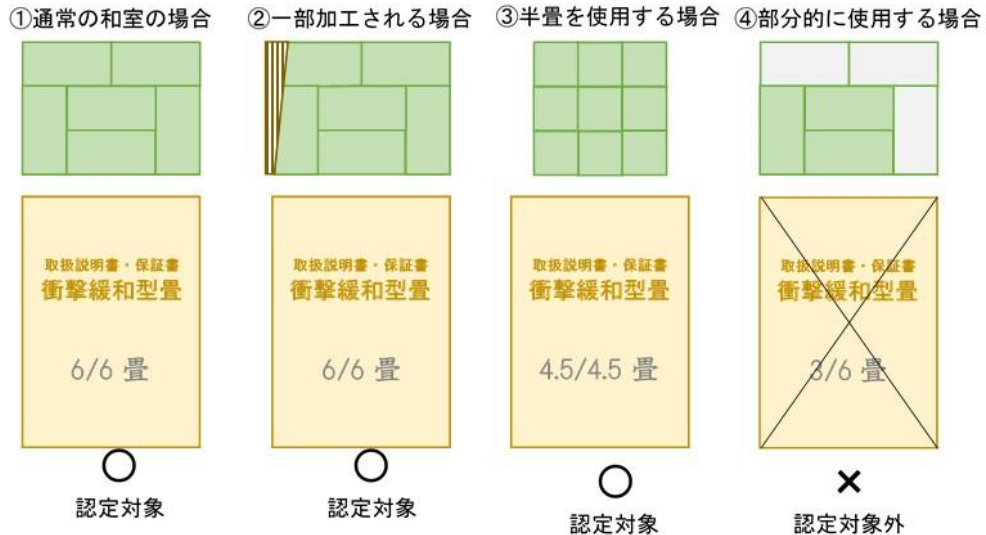 ①通常の和室の場合
②一部加工される場合
③半畳を使用する場合
④部分的に使用する場合
取扱説明書・保証書
衝撃緩和型畳
6/6 畳
取扱説明書・保証書
衝撃緩和型畳
6/6 畳
取扱説明書・保証書
衝撃緩和型畳
4.5/4.5 畳
取扱説明書・保証書
衝撃緩和型畳
3/6 畳
○
認定対象
○
認定対象
○
認定対象
×
認定対象外